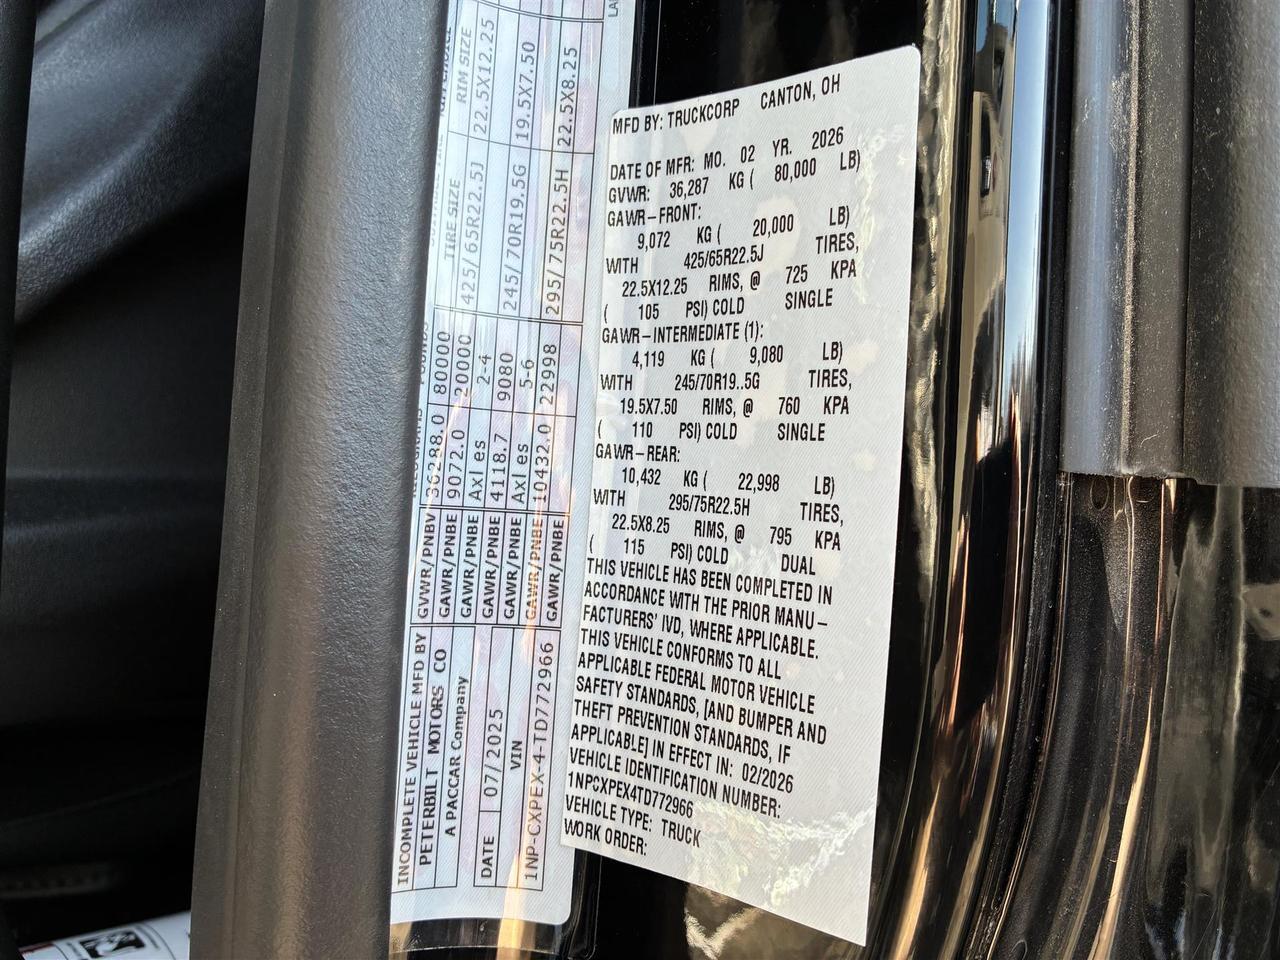 INCOMPLETE VEHICLE MFD BY
PETERBILT MOTORS CO
A PACCAR Company
DATE 07/2025
VIN
1NP-CXPEX-4-TD772966
GVWR/PNBV 36288.0 80000
GAWR/PNBE 9072.0 20000 425/65R22.5J 22.5X12.25
GAWR/PNBE Axles 2-4
GAWR/PNBE 4118.7 9080 245/70R19.5G 19.5X7.50
GAWR/PNBE Axles 5-6
GAWR/PNBE 10432.0 22998 295/75R22.5H 22.5X8.25
TIRE SIZE RIM SIZE
MFD BY: TRUCKCORP CANTON, OH
DATE OF MFR: MO. 02 YR. 2026
GVWR: 36,287 KG ( 80,000 LB)
GAWR-FRONT:
9,072 KG ( 20,000 LB)
WITH 425/65R22.5J TIRES,
22.5X12.25 RIMS, @ 725 KPA
( 105 PSI) COLD SINGLE
GAWR-INTERMEDIATE (1):
4,119 KG ( 9,080 LB)
WITH 245/70R19..5G TIRES,
19.5X7.50 RIMS, @ 760 KPA
( 110 PSI) COLD SINGLE
GAWR-REAR:
10,432 KG ( 22,998 LB)
WITH 295/75R22.5H TIRES,
22.5X8.25 RIMS, @ 795 KPA
( 115 PSI) COLD DUAL
THIS VEHICLE HAS BEEN COMPLETED IN
ACCORDANCE WITH THE PRIOR MANU-
FACTURERS' IVD, WHERE APPLICABLE.
THIS VEHICLE CONFORMS TO ALL
APPLICABLE FEDERAL MOTOR VEHICLE
SAFETY STANDARDS, [AND BUMPER AND
THEFT PREVENTION STANDARDS, IF
APPLICABLE] IN EFFECT IN: 02/2026
VEHICLE IDENTIFICATION NUMBER:
1NPCXPEX4TD772966
VEHICLE TYPE: TRUCK
WORK ORDER: